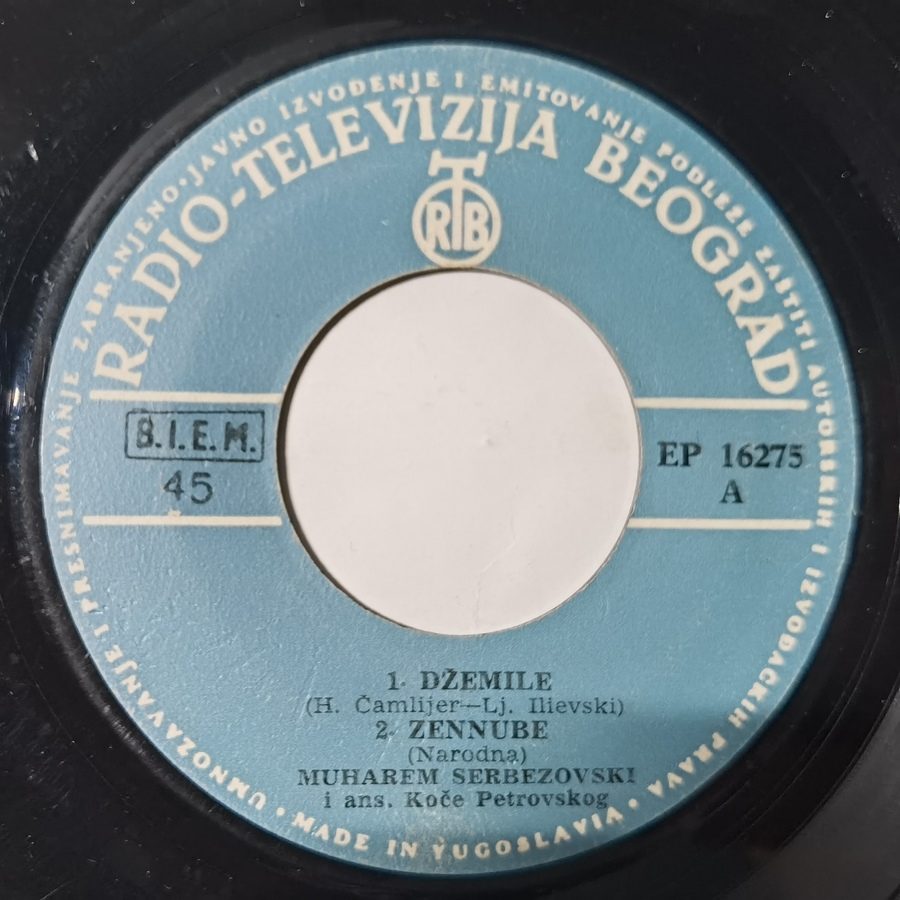 UMNOŽAVANJE I PRESNIMAVANJE ZABRANJENO · JAVNO IZVOĐENJE I EMITOVANJE PODLEŽE ZAŠTITI AUTORSKIH I IZVOĐAČKIH PRAVA · MADE IN YUGOSLAVIA ·
RADIO-TELEVIZIJA BEOGRAD
RTB
B.I.E.M.
45
EP 16275
A
1. DŽEMILE
(H. Čamlijer—Lj. Ilievski)
2. ZENNUBE
(Narodna)
MUHAREM SERBEZOVSKI
i ans. Koče Petrovskog